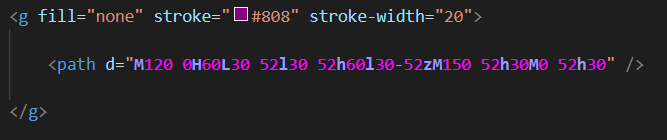 <g fill="none" stroke="#808" stroke-width="20">
<path d="M120 0H60L30 52l30 52h60l30-52zM150 52h30M0 52h30" />
</g>